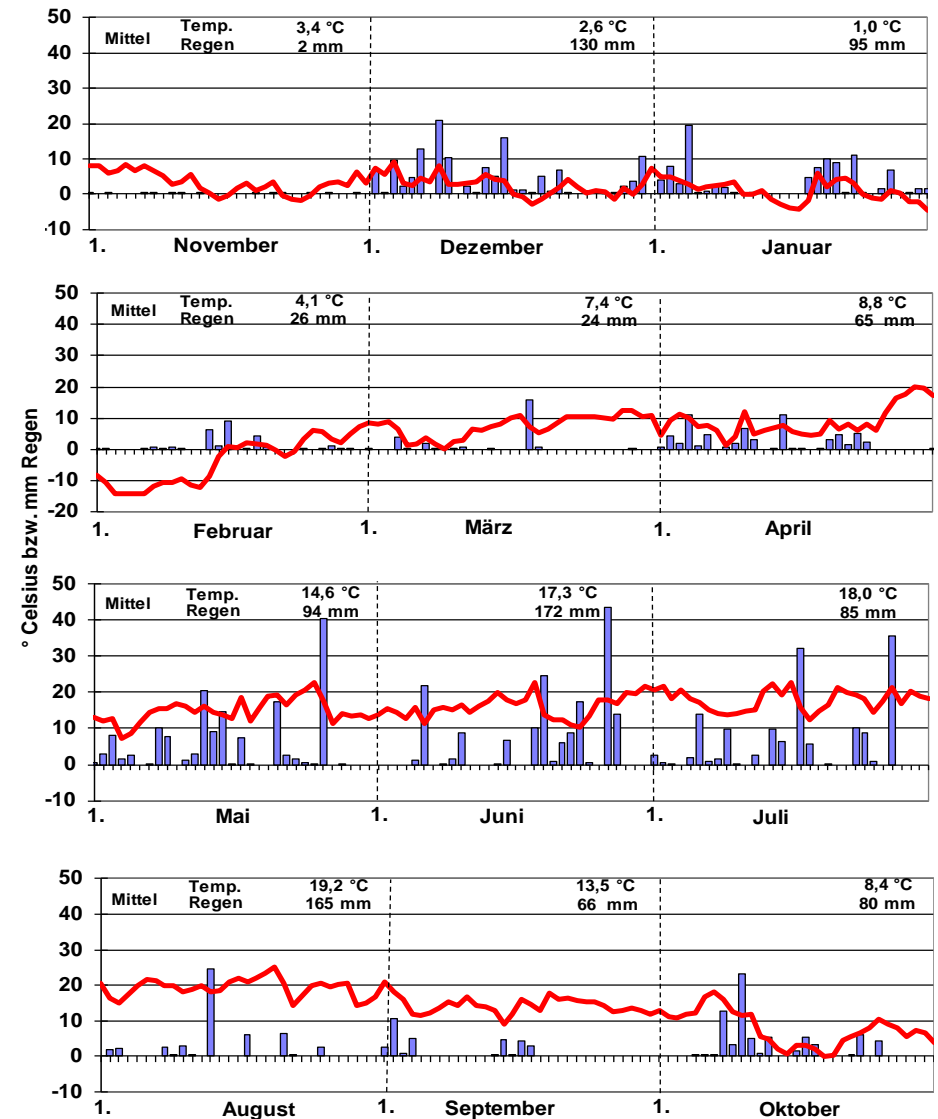 ° Celsius bzw. mm Regen
50
40
30
20
10
0
-10
Mittel Temp. 3,4 °C 2,6 °C 1,0 °C
Regen 2 mm 130 mm 95 mm
1. November 1. Dezember 1. Januar
50
40
30
20
10
0
-10
-20
Mittel Temp. 4,1 °C 7,4 °C 8,8 °C
Regen 26 mm 24 mm 65 mm
1. Februar 1. März 1. April
50
40
30
20
10
0
-10
Mittel Temp. 14,6 °C 17,3 °C 18,0 °C
Regen 94 mm 172 mm 85 mm
1. Mai 1. Juni 1. Juli
50
40
30
20
10
0
-10
Mittel Temp. 19,2 °C 13,5 °C 8,4 °C
Regen 165 mm 66 mm 80 mm
1. August 1. September 1. Oktober